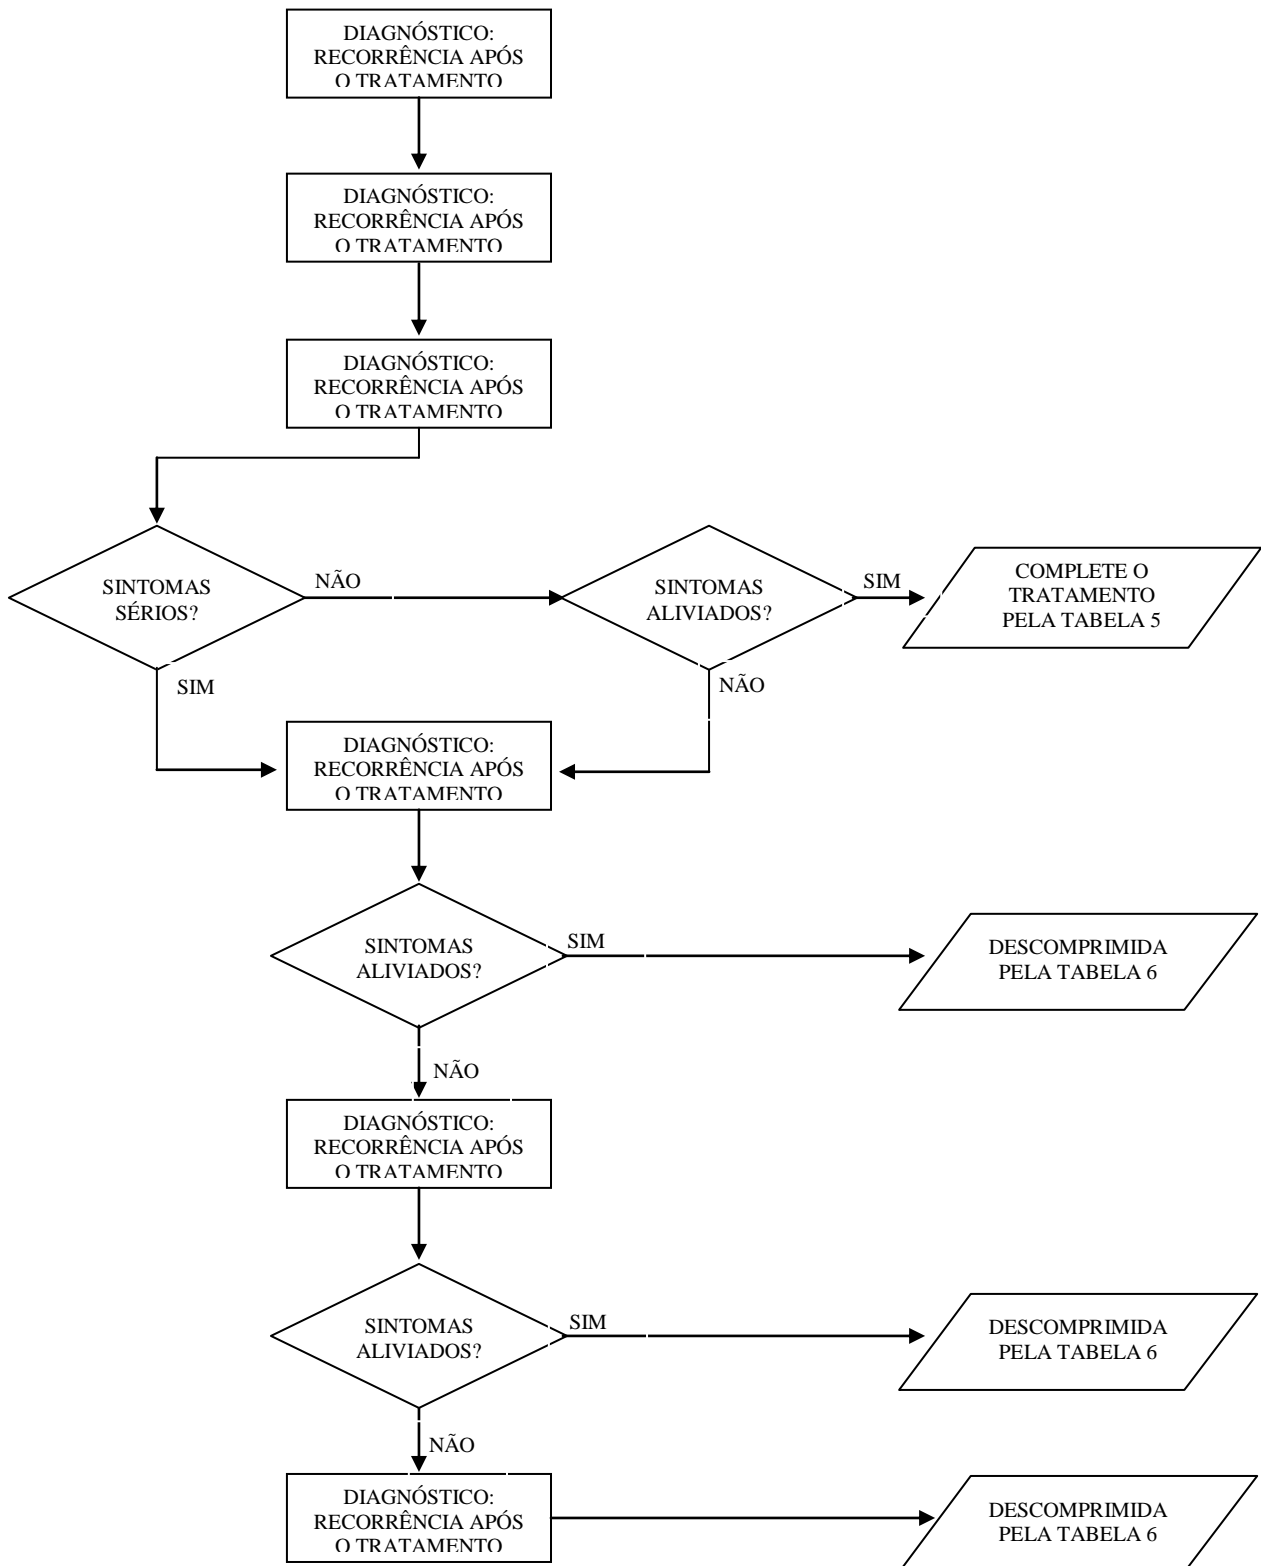 DIAGNÓSTICO:
RECORRÊNCIA APÓS
O TRATAMENTO
DIAGNÓSTICO:
RECORRÊNCIA APÓS
O TRATAMENTO
DIAGNÓSTICO:
RECORRÊNCIA APÓS
O TRATAMENTO
SINTOMAS
SÉRIOS?
NÃO
SINTOMAS
ALIVIADOS?
SIM
COMPLETE O
TRATAMENTO
PELA TABELA 5
SIM
NÃO
DIAGNÓSTICO:
RECORRÊNCIA APÓS
O TRATAMENTO
SINTOMAS
ALIVIADOS?
SIM
DESCOMPRIMIDA
PELA TABELA 6
NÃO
DIAGNÓSTICO:
RECORRÊNCIA APÓS
O TRATAMENTO
SINTOMAS
ALIVIADOS?
SIM
DESCOMPRIMIDA
PELA TABELA 6
NÃO
DIAGNÓSTICO:
RECORRÊNCIA APÓS
O TRATAMENTO
DESCOMPRIMIDA
PELA TABELA 6